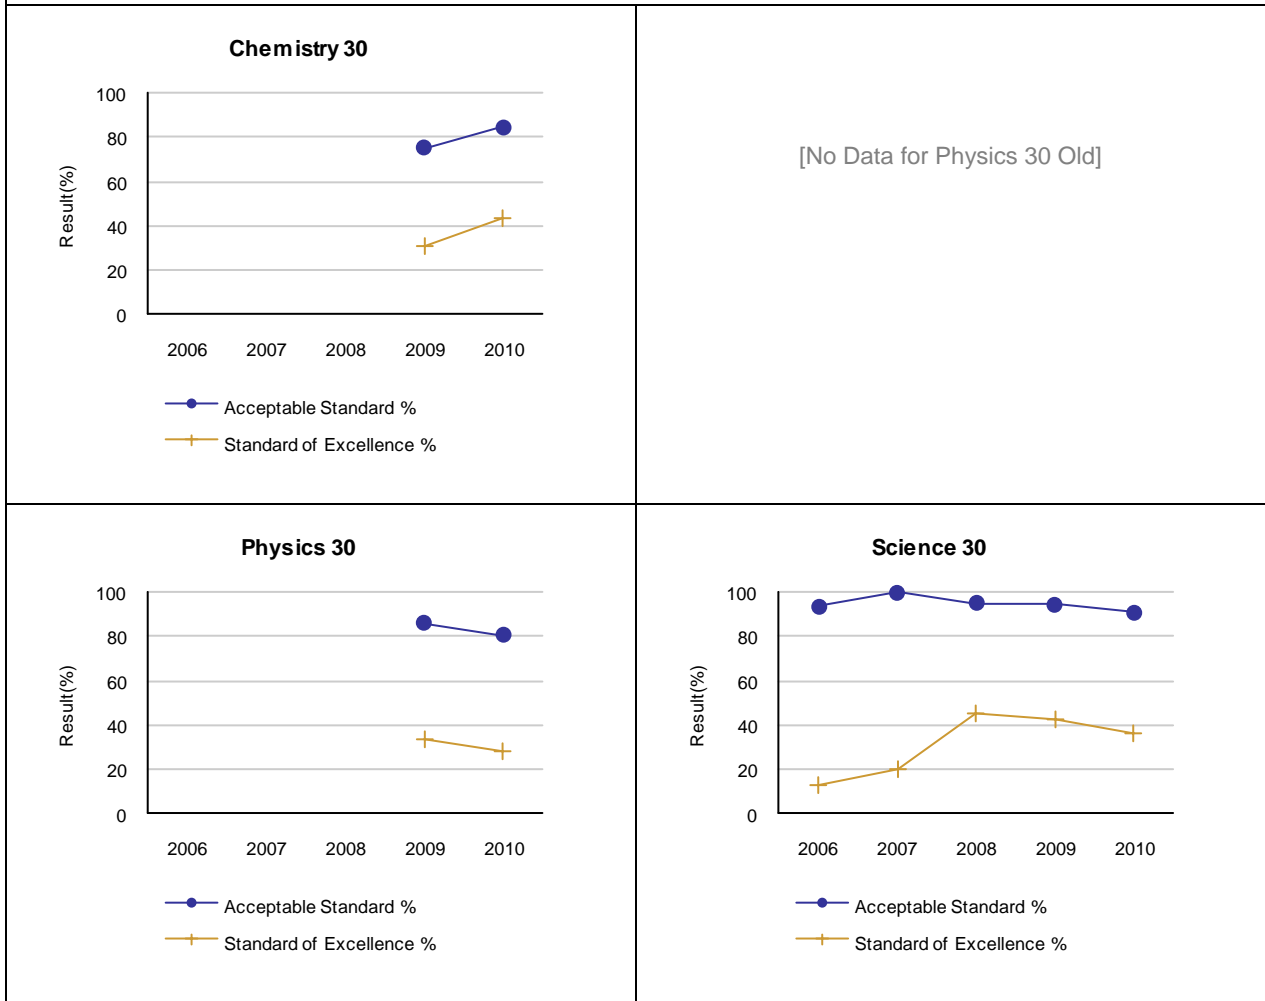 Chemistry 30
100
80
60
40
20
0
Result(%)
2006 2007 2008 2009 2010
Acceptable Standard %
Standard of Excellence %
[No Data for Physics 30 Old]
Physics 30
100
80
60
40
20
0
Result(%)
2006 2007 2008 2009 2010
Acceptable Standard %
Standard of Excellence %
Science 30
100
80
60
40
20
0
Result(%)
2006 2007 2008 2009 2010
Acceptable Standard %
Standard of Excellence %